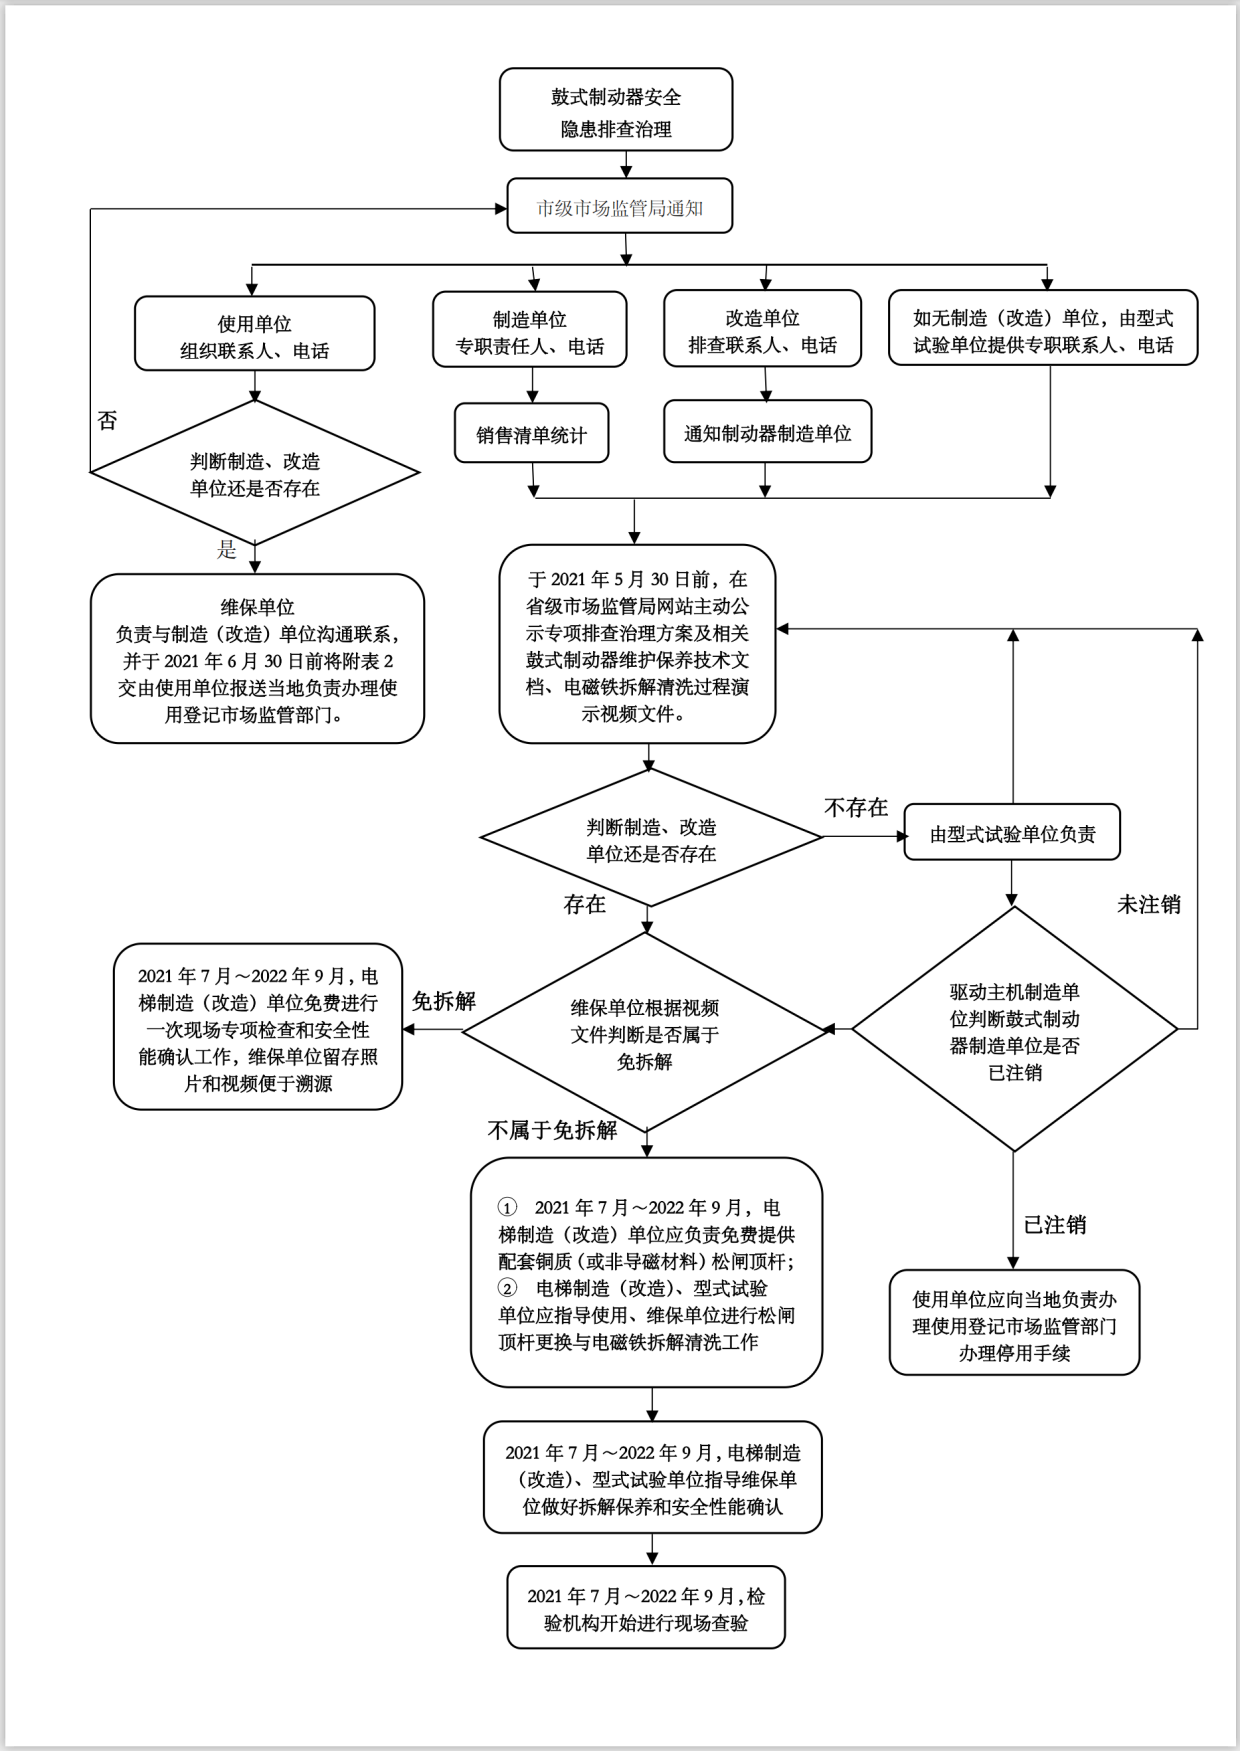 鼓式制动器安全
隐患排查治理
市级市场监管局通知
使用单位
组织联系人、电话
制造单位
专职责任人、电话
改造单位
排查联系人、电话
如无制造（改造）单位，由型式
试验单位提供专职联系人、电话
否
判断制造、改造
单位还是否存在
销售清单统计
通知制动器制造单位
是
维保单位
负责与制造（改造）单位沟通联系，
并于 2021 年 6 月 30 日前将附表 2
交由使用单位报送当地负责办理使
用登记市场监管部门。
于 2021 年 5 月 30 日前，在
省级市场监管局网站主动公
示专项排查治理方案及相关
鼓式制动器维护保养技术文
档、电磁铁拆解清洗过程演
示视频文件。
判断制造、改造
单位还是否存在
不存在
由型式试验单位负责
存在
未注销
2021 年 7 月～2022 年 9 月，电
梯制造（改造）单位免费进行
一次现场专项检查和安全性
能确认工作，维保单位留存照
片和视频便于溯源
免拆解
维保单位根据视频
文件判断是否属于
免拆解
驱动主机制造单
位判断鼓式制动
器制造单位是否
已注销
不属于免拆解
① 2021 年 7 月～2022 年 9 月，电
梯制造（改造）单位应负责免费提供
配套铜质（或非导磁材料）松闸顶杆；
② 电梯制造（改造）、型式试验
单位应指导使用、维保单位进行松闸
顶杆更换与电磁铁拆解清洗工作
已注销
使用单位应向当地负责办
理使用登记市场监管部门
办理停用手续
2021 年 7 月～2022 年 9 月，电梯制造
（改造）、型式试验单位指导维保单
位做好拆解保养和安全性能确认
2021 年 7 月～2022 年 9 月，检
验机构开始进行现场查验